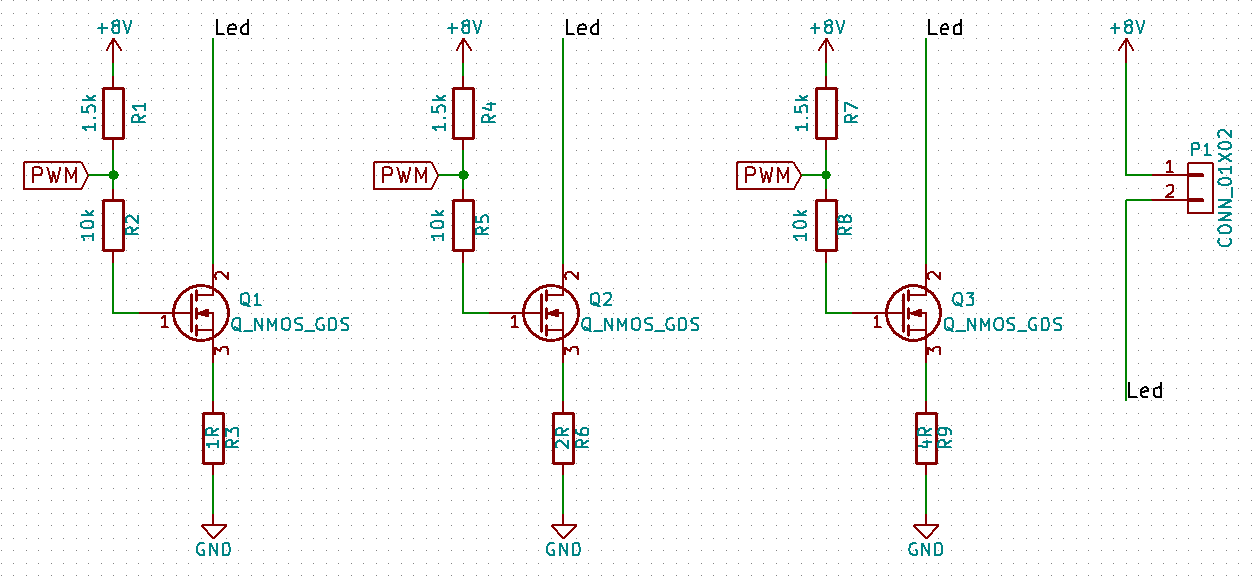 +8V
Led
1.5k
R1
PWM
10k
R2
2
Q1
1
Q_NMOS_GDS
3
1R
R3
GND
+8V
Led
1.5k
R4
PWM
10k
R5
2
Q2
1
Q_NMOS_GDS
3
2R
R6
GND
+8V
Led
1.5k
R7
PWM
10k
R8
2
Q3
1
Q_NMOS_GDS
3
4R
R9
GND
+8V
P1
1
2
CONN_01X02
Led